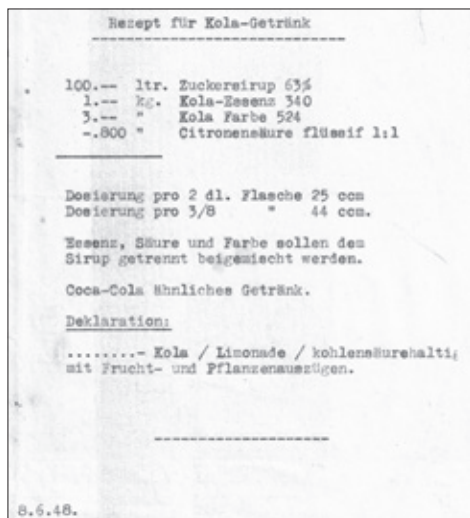 Rezept für Kola-Getränk
100.-- ltr. Zuckersirup 63%
1.-- kg. Kola-Essenz 340
3.-- " Kola Farbe 524
-.800 " Citronensäure flüssif 1:1
Dosierung pro 2 dl. Flasche 25 ccm
Dosierung pro 3/8 " 44 ccm.
Essenz, Säure und Farbe sollen dem
Sirup getrennt beigemischt werden.
Coca-Cola ähnliches Getränk.
Deklaration:
........- Kola / Limonade / kohlensäurehaltig
mit Frucht- und Pflanzenauszügen.
8.6.48.